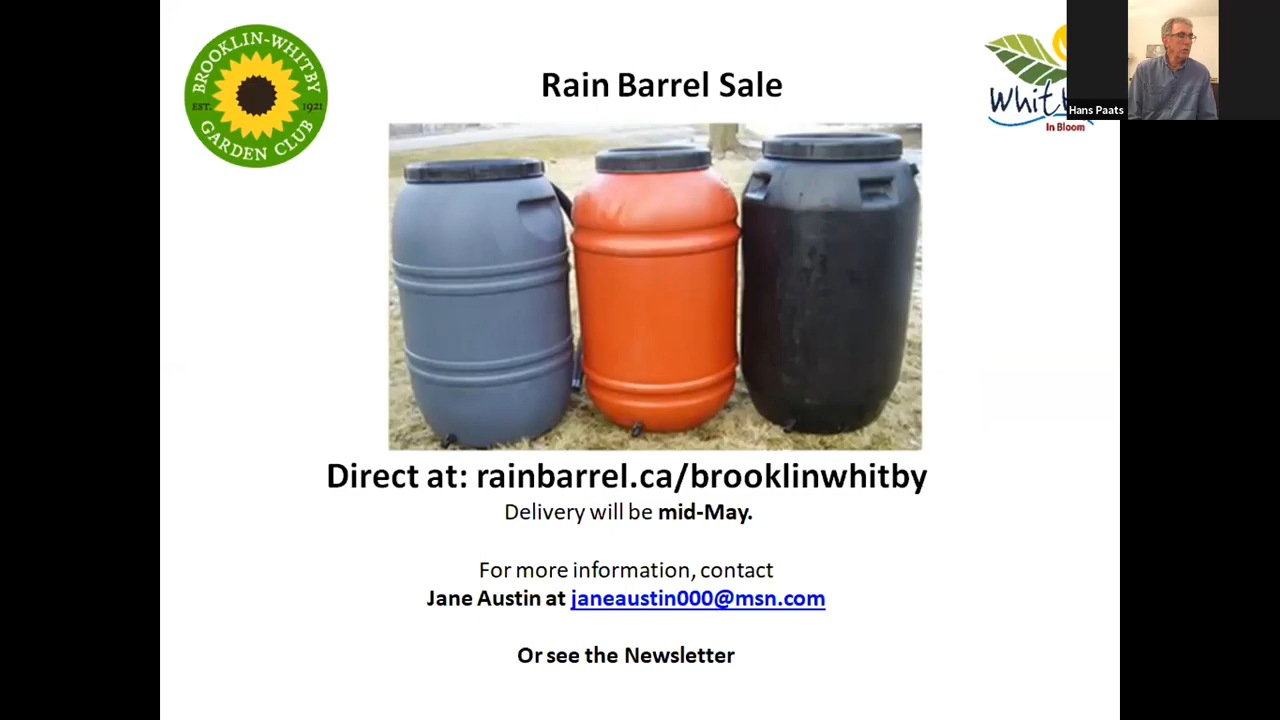 BROOKLIN-WHITBY
EST. 1921
GARDEN CLUB
Rain Barrel Sale
In Bloom
Hans Paats
Direct at: rainbarrel.ca/brooklinwhitby
Delivery will be mid-May.
For more information, contact
Jane Austin at janeaustin000@msn.com
Or see the Newsletter